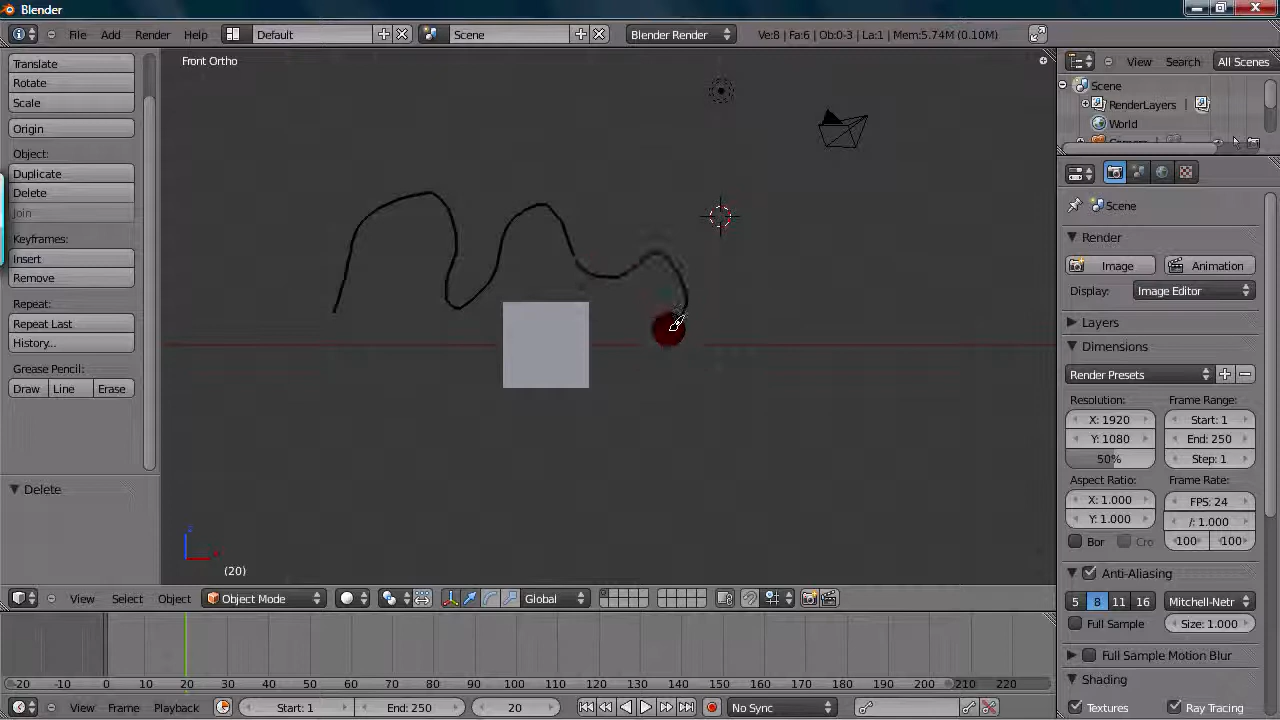 Blender
File Add Render Help Default Scene Blender Render Ve:8 | Fa:6 | Ob:0-3 | La:1 | Mem:5.74M (0.10M)
Translate
Rotate
Scale
Origin
Object:
Duplicate
Delete
Join
Keyframes:
Insert
Remove
Repeat:
Repeat Last
History...
Grease Pencil:
Draw Line Erase
Delete
Front Ortho
(20)
View Select Object Object Mode Global
-20 -10 0 10 20 30 40 50 60 70 80 90 100 110 120 130 140 150 160 170 180 190 200 210 220
View Frame Playback Start: 1 End: 250 20 No Sync
View Search All Scenes
Scene
RenderLayers
World
Scene
Render
Image Animation
Display: Image Editor
Layers
Dimensions
Render Presets
Resolution: Frame Range:
X: 1920 Start: 1
Y: 1080 End: 250
50% Step: 1
Aspect Ratio: Frame Rate:
X: 1.000 FPS: 24
Y: 1.000 /: 1.000
Bor Cro 100 100
Anti-Aliasing
5 8 11 16 Mitchell-Netr
Full Sample Size: 1.000
Full Sample Motion Blur
Shading
Textures Ray Tracing